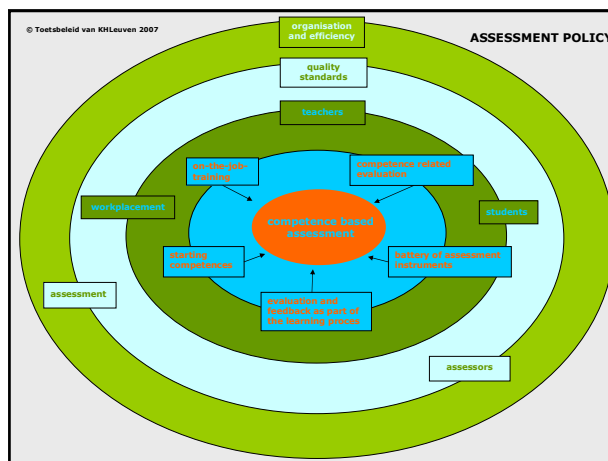 © Toetsbeleid van KHLeuven 2007
organisation
and efficiency
ASSESSMENT POLICY
quality
standards
teachers
on-the-job-
training
competence related
evaluation
workplacement
students
competence based
assessment
starting
competences
battery of assessment
instruments
evaluation and
feedback as part of
the learning proces
assessment
assessors